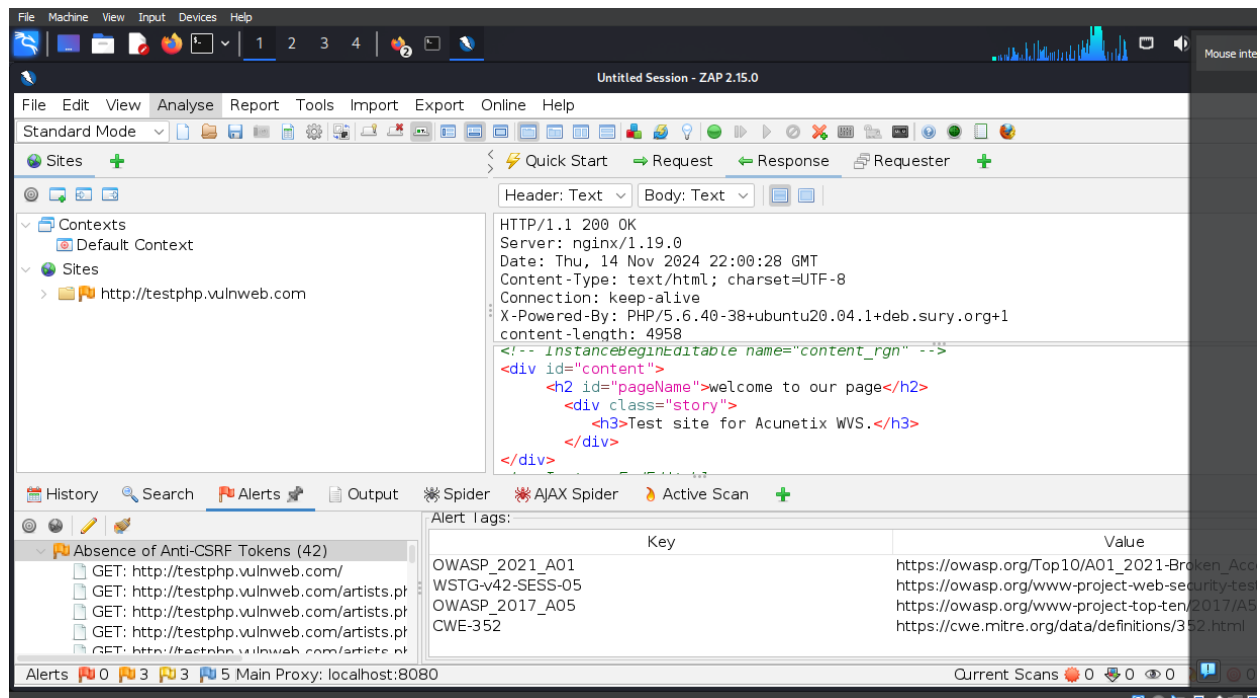 File Machine View Input Devices Help
1 2 3 4
Mouse inte
Untitled Session - ZAP 2.15.0
File Edit View Analyse Report Tools Import Export Online Help
Standard Mode
Sites
Quick Start Request Response Requester
Header: Text Body: Text
Contexts
Default Context
Sites
http://testphp.vulnweb.com
HTTP/1.1 200 OK
Server: nginx/1.19.0
Date: Thu, 14 Nov 2024 22:00:28 GMT
Content-Type: text/html; charset=UTF-8
Connection: keep-alive
X-Powered-By: PHP/5.6.40-38+ubuntu20.04.1+deb.sury.org+1
content-length: 4958
<!-- InstanceBeginEditable name="content_rgn" -->
<div id="content">
<h2 id="pageName">welcome to our page</h2>
<div class="story">
<h3>Test site for Acunetix WVS.</h3>
</div>
</div>
History Search Alerts Output Spider AJAX Spider Active Scan
Absence of Anti-CSRF Tokens (42)
GET: http://testphp.vulnweb.com/
GET: http://testphp.vulnweb.com/artists.ph
GET: http://testphp.vulnweb.com/artists.ph
GET: http://testphp.vulnweb.com/artists.ph
GET: http://testphp.vulnweb.com/artists.ph
Alert Tags:
Key Value
OWASP_2021_A01 https://owasp.org/Top10/A01_2021-Broken_Acc
WSTG-v42-SESS-05 https://owasp.org/www-project-web-security-test
OWASP_2017_A05 https://owasp.org/www-project-top-ten/2017/A5
CWE-352 https://cwe.mitre.org/data/definitions/352.html
Alerts 0 3 3 5 Main Proxy: localhost:8080
Current Scans 0 0 0 0 0